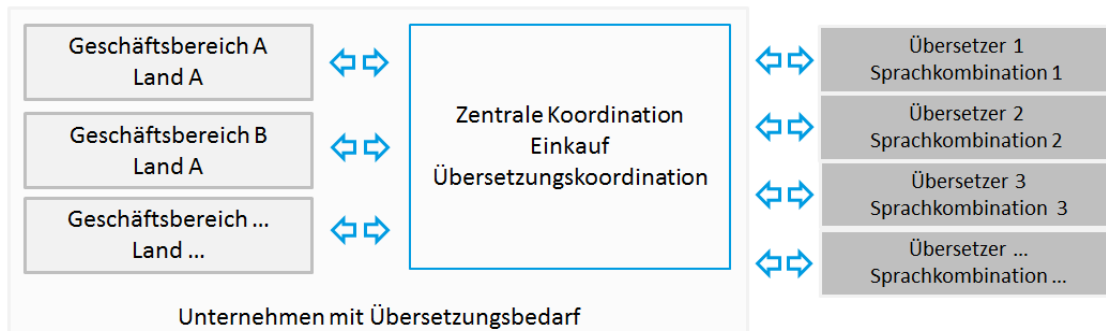 Geschäftsbereich A
Land A
Geschäftsbereich B
Land A
Geschäftsbereich ...
Land ...
Zentrale Koordination
Einkauf
Übersetzungskoordination
Unternehmen mit Übersetzungsbedarf
Übersetzer 1
Sprachkombination 1
Übersetzer 2
Sprachkombination 2
Übersetzer 3
Sprachkombination 3
Übersetzer ...
Sprachkombination ...